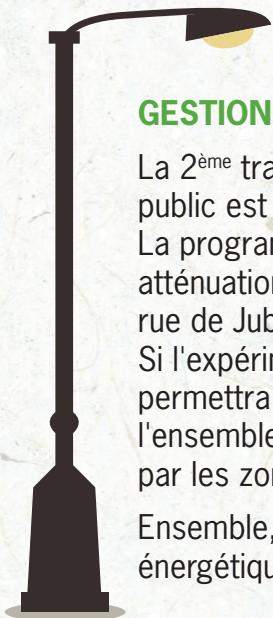 GESTION
La 2ème tra
public est
La program
atténuation
rue de Jub
Si l'expérin
permettra
l'ensemble
par les zon
Ensemble,
énergétiqu